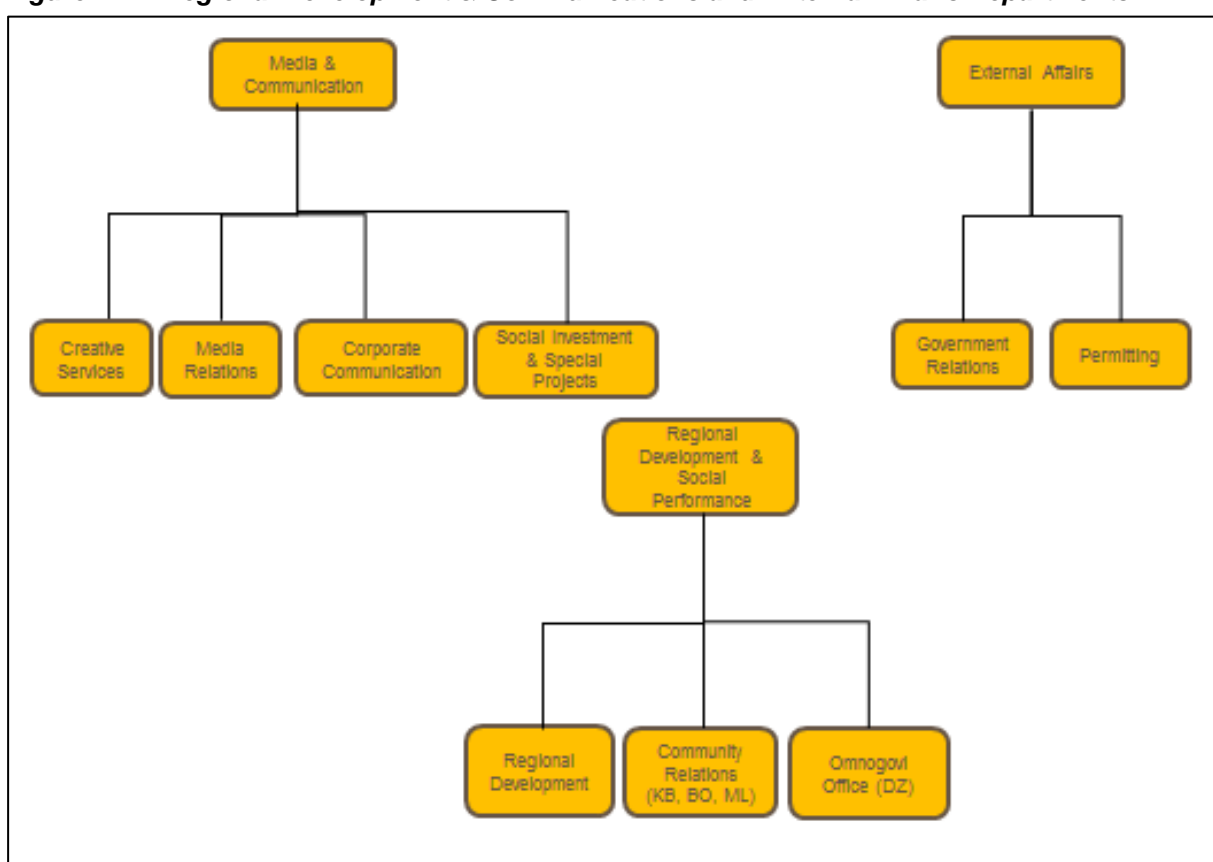 Media &
Communication
External Affairs
Creative
Services
Media
Relations
Corporate
Communication
Social Investment
& Special
Projects
Government
Relations
Permitting
Regional
Development &
Social
Performance
Regional
Development
Community
Relations
(KB, BO, ML)
Omnogovi
Office (DZ)